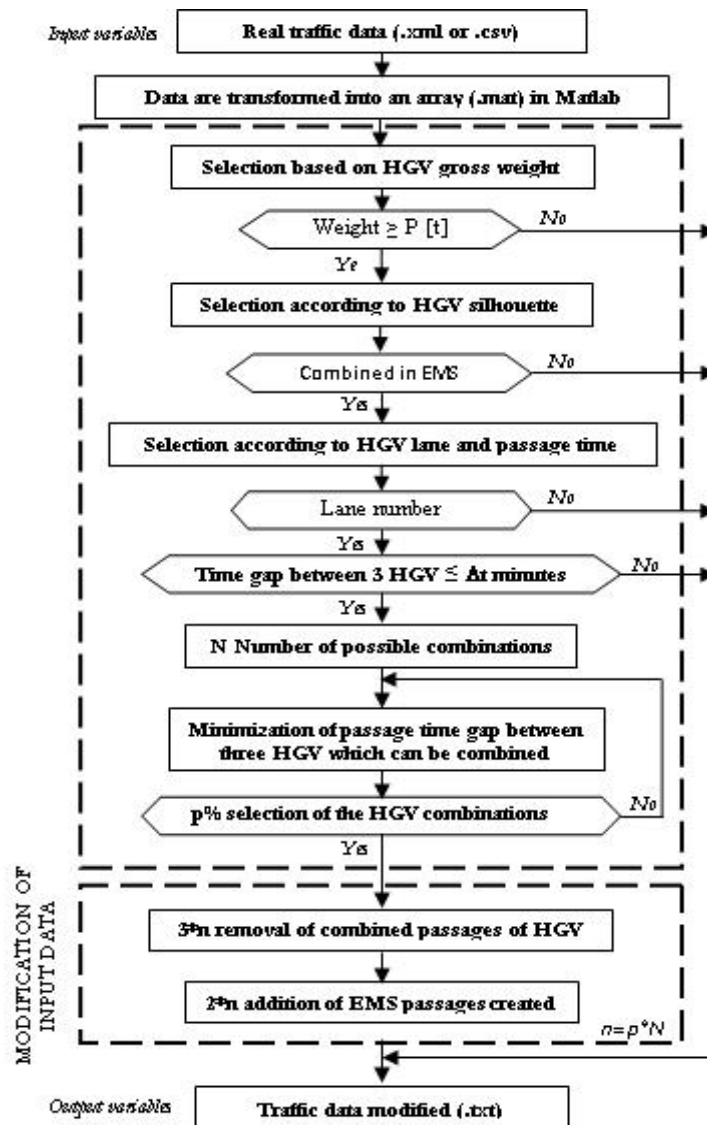 Input variables
Real traffic data (.xml or .csv)
Data are transformed into an array (.mat) in Matlab
Selection based on HGV gross weight
Weight ≥ P [t]
No
Ye
Selection according to HGV silhouette
Combined in EMS
No
Yes
Selection according to HGV lane and passage time
Lane number
No
Yes
Time gap between 3 HGV ≤ Δt minutes
No
Yes
N Number of possible combinations
Minimization of passage time gap between
three HGV which can be combined
p% selection of the HGV combinations
No
Yes
MODIFICATION OF
INPUT DATA
3*n removal of combined passages of HGV
2*n addition of EMS passages created
n=p*N
Output variables
Traffic data modified (.txt)